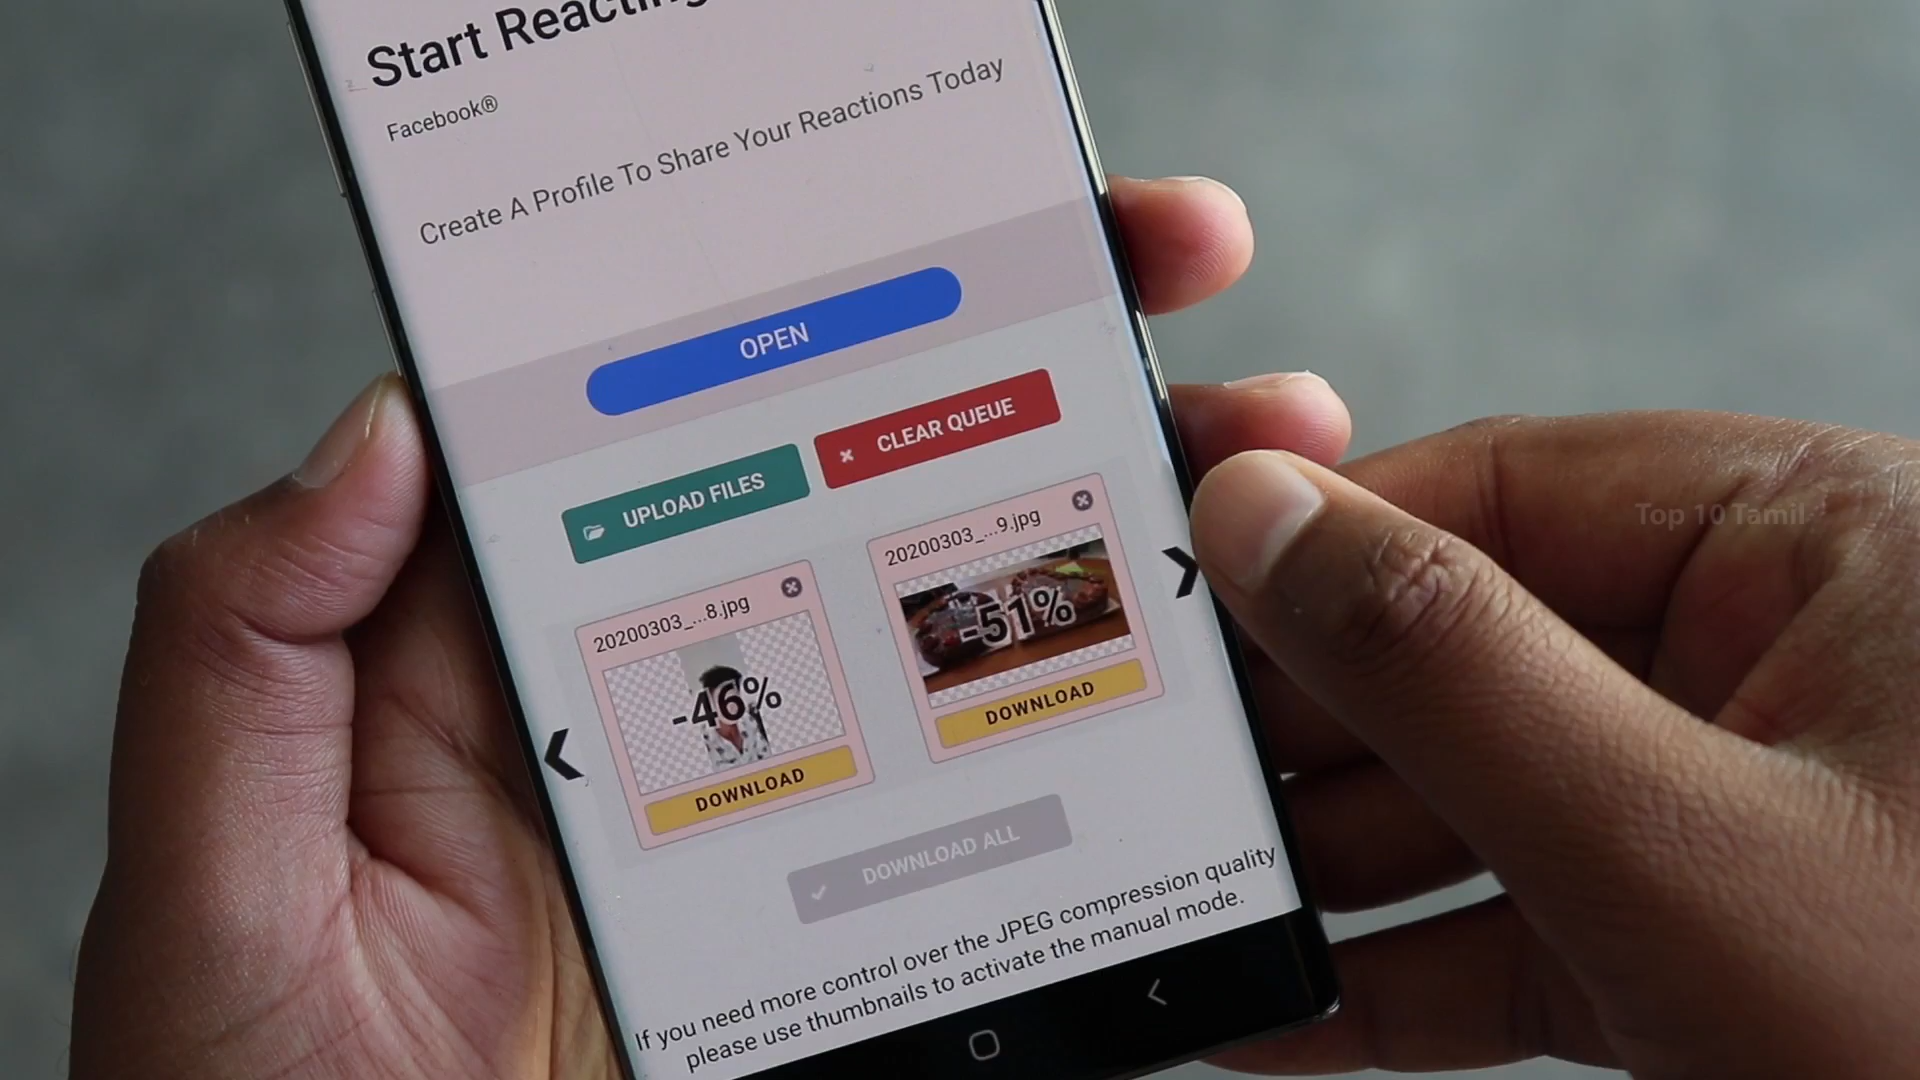 Start Reacting
Facebook®
Create A Profile To Share Your Reactions Today
OPEN
UPLOAD FILES
CLEAR QUEUE
20200303_...8.jpg
-46%
DOWNLOAD
20200303_...9.jpg
-51%
DOWNLOAD
DOWNLOAD ALL
If you need more control over the JPEG compression quality
please use thumbnails to activate the manual mode.
Top 10 Tamil